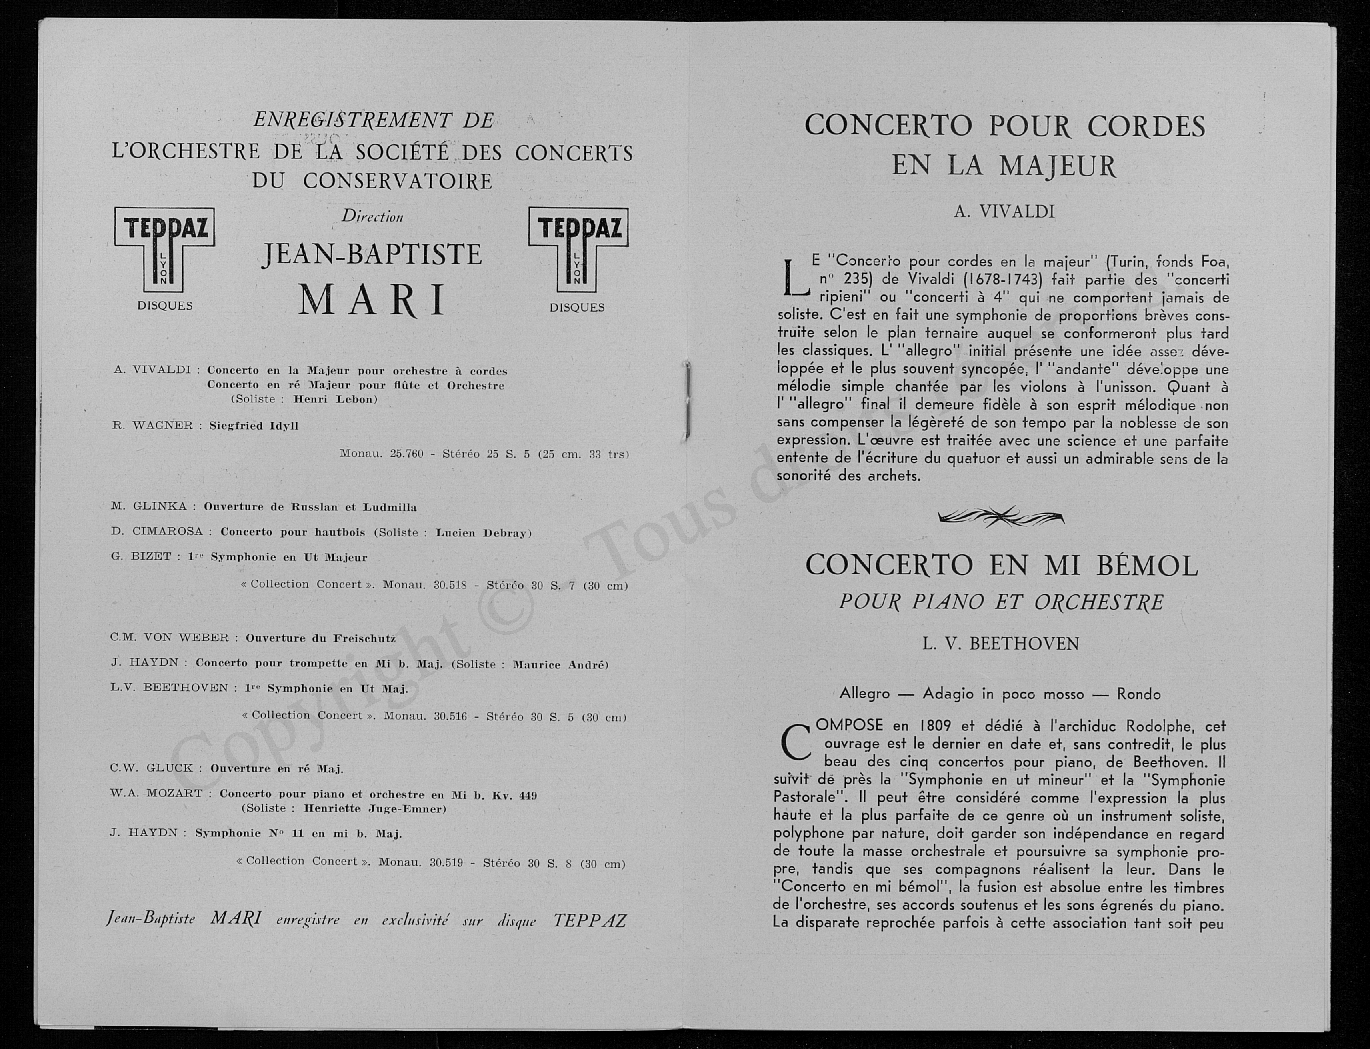 ENREGISTREMENT DE
L'ORCHESTRE DE LA SOCIÉTÉ DES CONCERTS
DU CONSERVATOIRE
Direction
JEAN-BAPTISTE
MARI
TEPPAZ
LYON
DISQUES
TEPPAZ
LYON
DISQUES
A. VIVALDI : Concerto en la Majeur pour orchestre à cordes
Concerto en ré Majeur pour flûte et Orchestre
(Soliste : Henri Lebon)
R. WAGNER : Siegfried Idyll
Monau. 25.760 - Stéréo 25 S. 5 (25 cm. 33 trs)
M. GLINKA : Ouverture de Russlan et Ludmilla
D. CIMAROSA : Concerto pour hautbois (Soliste : Lucien Debray)
G. BIZET : 1re Symphonie en Ut Majeur
« Collection Concert ». Monau. 30.518 - Stéréo 30 S. 7 (30 cm)
C.M. VON WEBER : Ouverture du Freischutz
J. HAYDN : Concerto pour trompette en Mi b. Maj. (Soliste : Maurice André)
L.V. BEETHOVEN : 1re Symphonie en Ut Maj.
« Collection Concert ». Monau. 30.516 - Stéréo 30 S. 5 (30 cm)
C.W. GLUCK : Ouverture en ré Maj.
W.A. MOZART : Concerto pour piano et orchestre en Mi b. Kv. 449
(Soliste : Henriette Juge-Emner)
J. HAYDN : Symphonie No 11 en mi b. Maj.
« Collection Concert ». Monau. 30.519 - Stéréo 30 S. 8 (30 cm)
Jean-Baptiste MARI enregistre en exclusivité sur disque TEPPAZ
CONCERTO POUR CORDES
EN LA MAJEUR
A. VIVALDI
LE "Concerto pour cordes en la majeur" (Turin, fonds Foa,
n° 235) de Vivaldi (1678-1743) fait partie des "concerti
ripieni" ou "concerti à 4" qui ne comportent jamais de
soliste. C'est en fait une symphonie de proportions brèves cons-
truite selon le plan ternaire auquel se conformeront plus tard
les classiques. L' "allegro" initial présente une idée assez déve-
loppée et le plus souvent syncopée, l' "andante" développe une
mélodie simple chantée par les violons à l'unisson. Quant à
l' "allegro" final il demeure fidèle à son esprit mélodique non
sans compenser la légèreté de son tempo par la noblesse de son
expression. L'œuvre est traitée avec une science et une parfaite
entente de l'écriture du quatuor et aussi un admirable sens de la
sonorité des archets.
CONCERTO EN MI BÉMOL
POUR PIANO ET ORCHESTRE
L. V. BEETHOVEN
Allegro — Adagio in poco mosso — Rondo
COMPOSE en 1809 et dédié à l'archiduc Rodolphe, cet
ouvrage est le dernier en date et, sans contredit, le plus
beau des cinq concertos pour piano, de Beethoven. Il
suivit de près la "Symphonie en ut mineur" et la "Symphonie
Pastorale". Il peut être considéré comme l'expression la plus
haute et la plus parfaite de ce genre où un instrument soliste,
polyphone par nature, doit garder son indépendance en regard
de toute la masse orchestrale et poursuivre sa symphonie pro-
pre, tandis que ses compagnons réalisent la leur. Dans le
"Concerto en mi bémol", la fusion est absolue entre les timbres
de l'orchestre, ses accords soutenus et les sons égrenés du piano.
La disparate reprochée parfois à cette association tant soit peu
Copyright © Tous